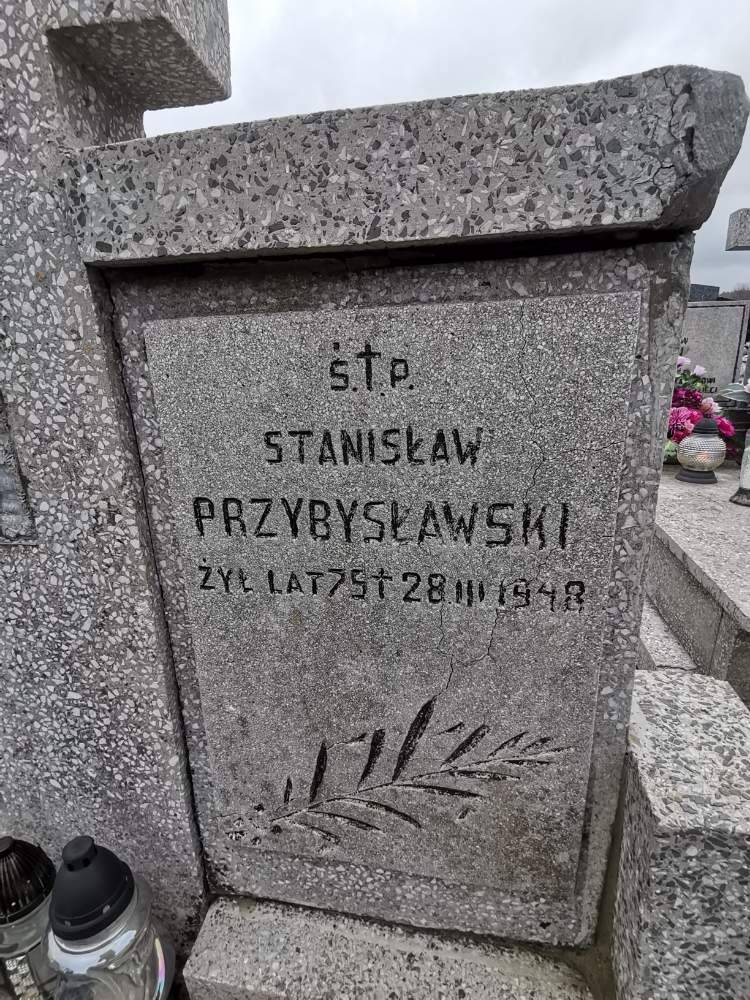 Ś.†P.
STANISŁAW
PRZYBYSŁAWSKI
ŻYŁ LAT 75 † 28.III 1948